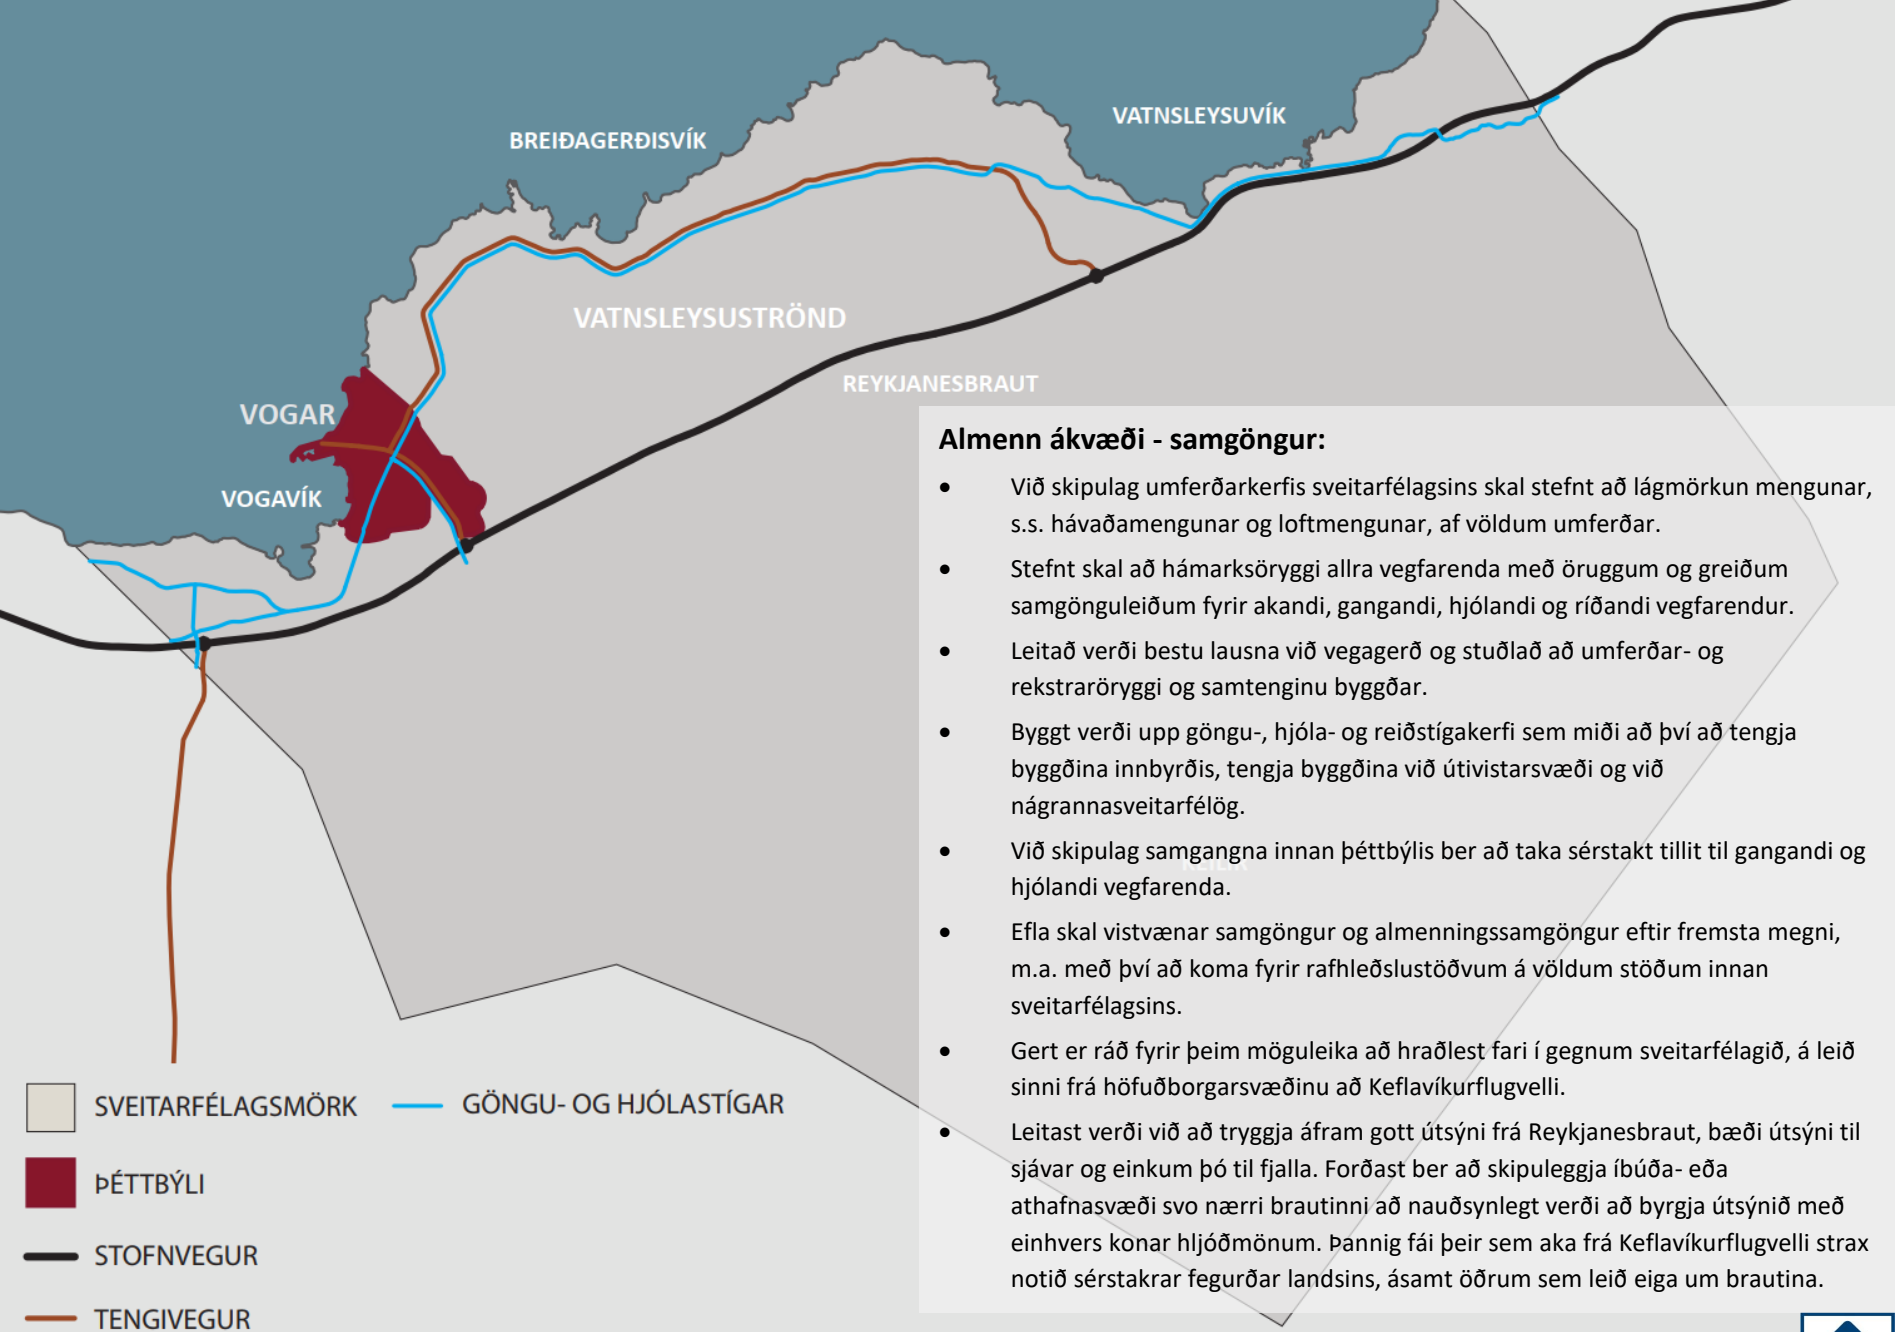 VATNSLEYSUVÍK
BREIÐAGERÐISVÍK
VATNSLEYSUSTRÖND
REYKJANESBRAUT
VOGAR
VOGAVÍK
Almenn ákvæði - samgöngur:
• Við skipulag umferðarkerfis sveitarfélagsins skal stefnt að lágmörkun mengunar,
s.s. hávaðamengunar og loftmengunar, af völdum umferðar.
• Stefnt skal að hámarksöryggi allra vegfarenda með öruggum og greiðum
samgönguleiðum fyrir akandi, gangandi, hjólandi og ríðandi vegfarendur.
• Leitað verði bestu lausna við vegagerð og stuðlað að umferðar- og
rekstraröryggi og samtenginu byggðar.
• Byggt verði upp göngu-, hjóla- og reiðstígakerfi sem miði að því að tengja
byggðina innbyrðis, tengja byggðina við útivistarsvæði og við
nágrannasveitarfélög.
• Við skipulag samgangna innan þéttbýlis ber að taka sérstakt tillit til gangandi og
hjólandi vegfarenda.
• Efla skal vistvænar samgöngur og almenningssamgöngur eftir fremsta megni,
m.a. með því að koma fyrir rafhleðslustöðvum á völdum stöðum innan
sveitarfélagsins.
• Gert er ráð fyrir þeim möguleika að hraðlest fari í gegnum sveitarfélagið, á leið
sinni frá höfuðborgarsvæðinu að Keflavíkurflugvelli.
• Leitast verði við að tryggja áfram gott útsýni frá Reykjanesbraut, bæði útsýni til
sjávar og einkum þó til fjalla. Forðast ber að skipuleggja íbúða- eða
athafnasvæði svo nærri brautinni að nauðsynlegt verði að byrgja útsýnið með
einhvers konar hljóðmönum. Þannig fái þeir sem aka frá Keflavíkurflugvelli strax
notið sérstakrar fegurðar landsins, ásamt öðrum sem leið eiga um brautina.
SVEITARFÉLAGSMÖRK
GÖNGU- OG HJÓLASTÍGAR
ÞÉTTBÝLI
STOFNVEGUR
TENGIVEGUR